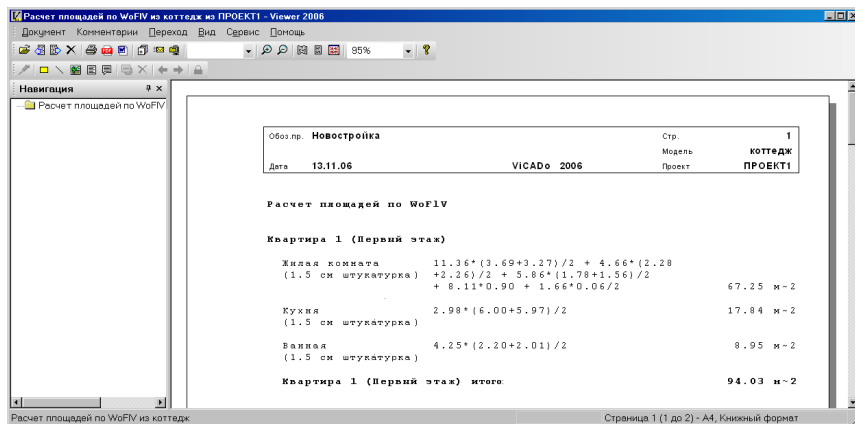 Расчет площадей по WoFlV из коттедж из ПРОЕКТ1 - Viewer 2006
Документ Комментарии Переход Вид Сервис Помощь
95%
Навигация
Расчет площадей по WoFlV
Обоз.пр. Новостройка Стр. 1
Модель коттедж
Дата 13.11.06 ViCADo 2006 Проект ПРОЕКТ1
Расчет площадей по WoFlV
Квартира 1 (Первый этаж)
Жилая комната 11.36*(3.69+3.27)/2 + 4.66*(2.28
(1.5 см штукатурка) +2.26)/2 + 5.86*(1.78+1.56)/2
+ 8.11*0.90 + 1.66*0.06/2 67.25 м~2
Кухня 2.98*(6.00+5.97)/2 17.84 м~2
(1.5 см штукатурка)
Ванная 4.25*(2.20+2.01)/2 8.95 м~2
(1.5 см штукатурка)
Квартира 1 (Первый этаж) итого: 94.03 м~2
Расчет площадей по WoFlV из коттедж
Страница 1 (1 до 2) - A4, Книжный формат